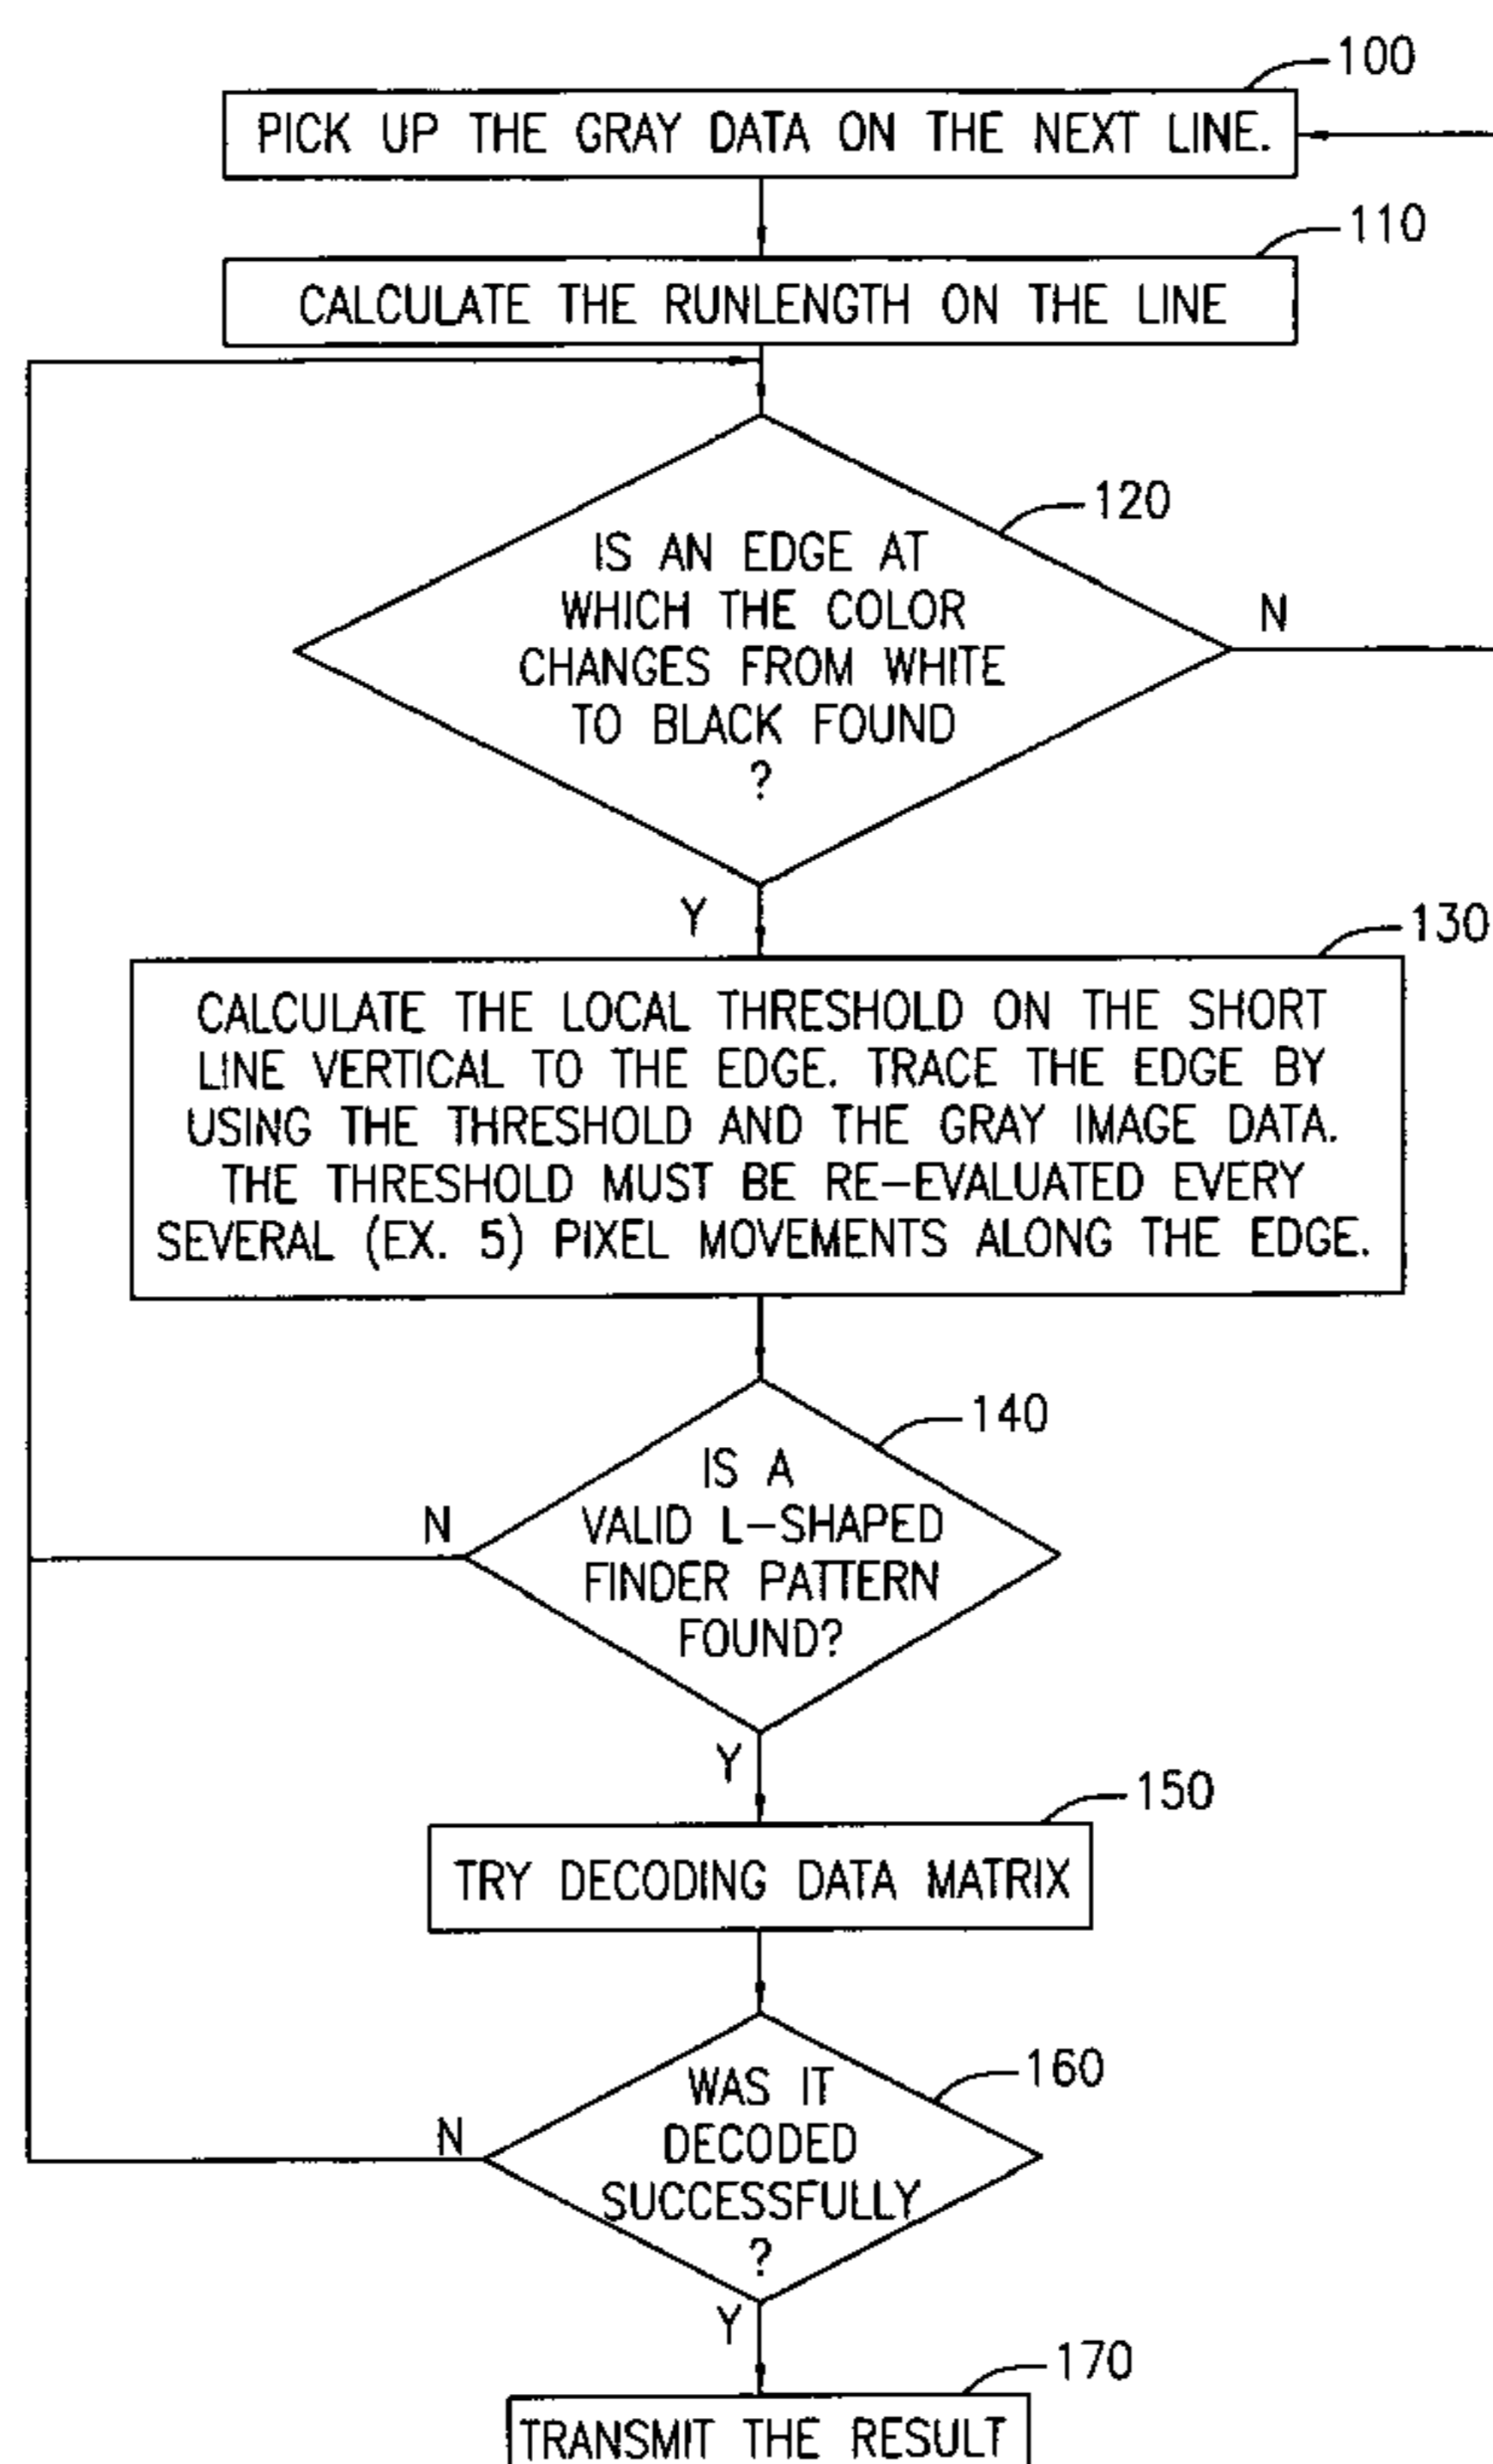 100
PICK UP THE GRAY DATA ON THE NEXT LINE.
110
CALCULATE THE RUNLENGTH ON THE LINE
120
IS AN EDGE AT
WHICH THE COLOR
CHANGES FROM WHITE
TO BLACK FOUND
?
N
Y
130
CALCULATE THE LOCAL THRESHOLD ON THE SHORT
LINE VERTICAL TO THE EDGE. TRACE THE EDGE BY
USING THE THRESHOLD AND THE GRAY IMAGE DATA.
THE THRESHOLD MUST BE RE-EVALUATED EVERY
SEVERAL (EX. 5) PIXEL MOVEMENTS ALONG THE EDGE.
140
IS A
VALID L-SHAPED
FINDER PATTERN
FOUND?
N
Y
150
TRY DECODING DATA MATRIX
160
WAS IT
DECODED
SUCCESSFULLY
?
N
Y
170
TRANSMIT THE RESULT